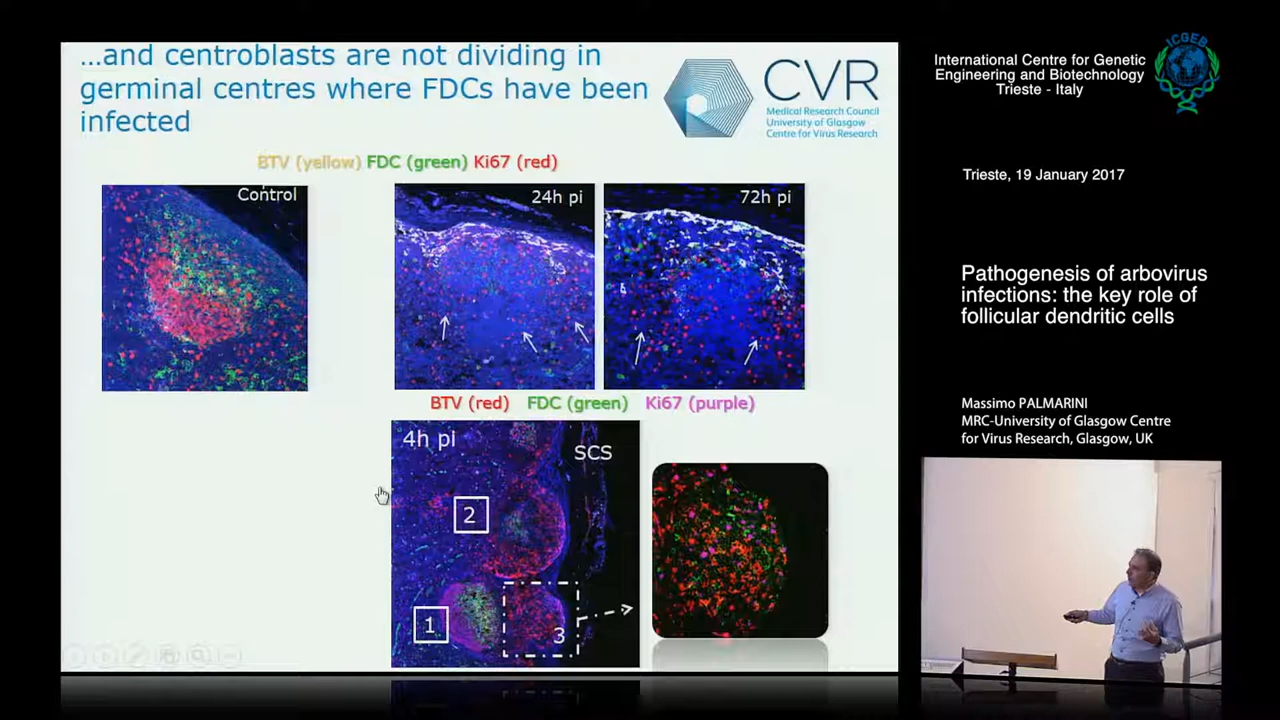 ...and centroblasts are not dividing in
germinal centres where FDCs have been
infected
CVR
Medical Research Council
University of Glasgow
Centre for Virus Research
BTV (yellow) FDC (green) Ki67 (red)
Control
24h pi
72h pi
BTV (red) FDC (green) Ki67 (purple)
4h pi
SCS
2
1
3
International Centre for Genetic
Engineering and Biotechnology
Trieste - Italy
ICGEB
Trieste, 19 January 2017
Pathogenesis of arbovirus
infections: the key role of
follicular dendritic cells
Massimo PALMARINI
MRC-University of Glasgow Centre
for Virus Research, Glasgow, UK